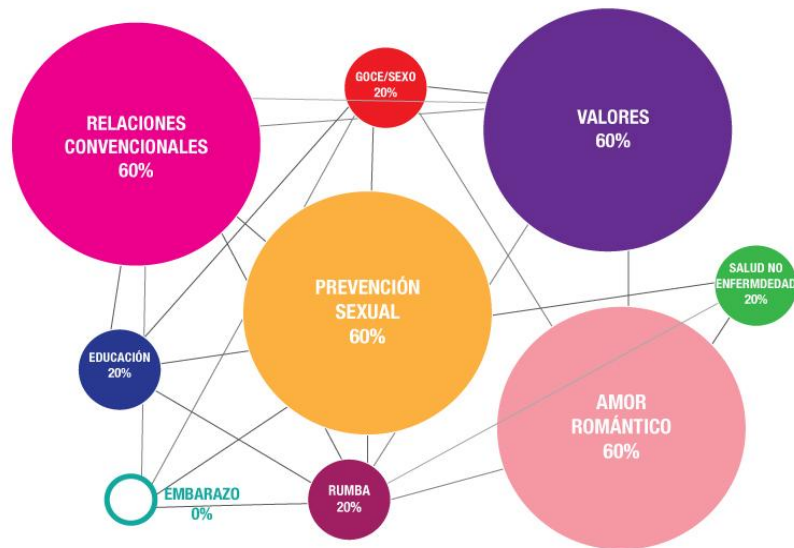 GOCE/SEXO
20%
RELACIONES
CONVENCIONALES
60%
VALORES
60%
SALUD NO
ENFERMDEDAD
20%
PREVENCIÓN
SEXUAL
60%
EDUCACIÓN
20%
AMOR
ROMÁNTICO
60%
EMBARAZO
0%
RUMBA
20%